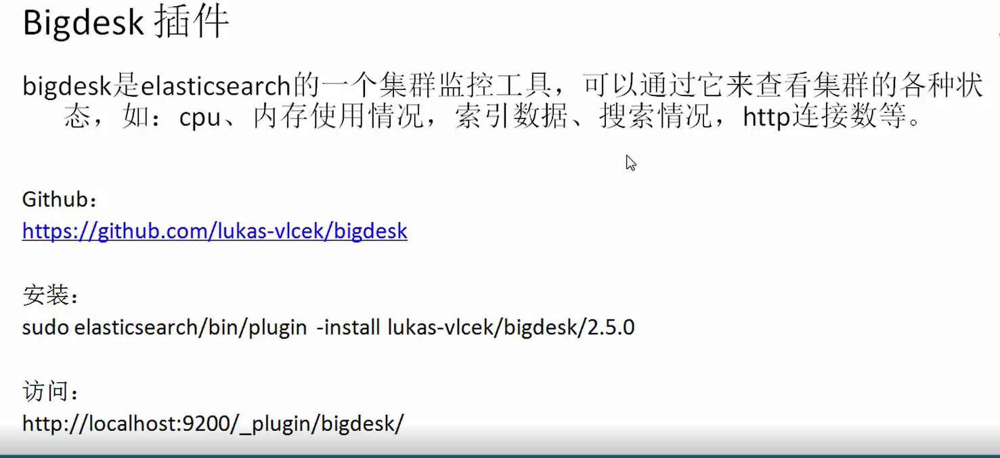 Bigdesk 插件
bigdesk是elasticsearch的一个集群监控工具，可以通过它来查看集群的各种状
态，如：cpu、内存使用情况，索引数据、搜索情况，http连接数等。
Github：
https://github.com/lukas-vlcek/bigdesk
安装：
sudo elasticsearch/bin/plugin -install lukas-vlcek/bigdesk/2.5.0
访问：
http://localhost:9200/_plugin/bigdesk/